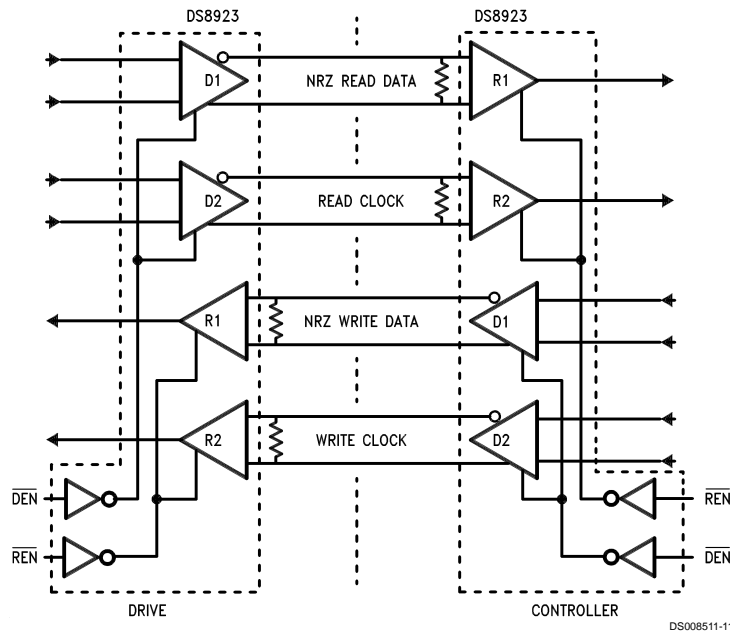 DS8923 DS8923
D1 NRZ READ DATA R1
D2 READ CLOCK R2
R1 NRZ WRITE DATA D1
R2 WRITE CLOCK D2
DEN REN
REN DEN
DRIVE CONTROLLER
DS008511-11